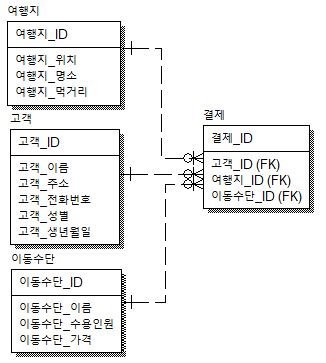 여행지
여행지_ID
여행지_위치
여행지_명소
여행지_먹거리
고객
고객_ID
고객_이름
고객_주소
고객_전화번호
고객_성별
고객_생년월일
이동수단
이동수단_ID
이동수단_이름
이동수단_수용인원
이동수단_가격
결제
결제_ID
고객_ID (FK)
여행지_ID (FK)
이동수단_ID (FK)